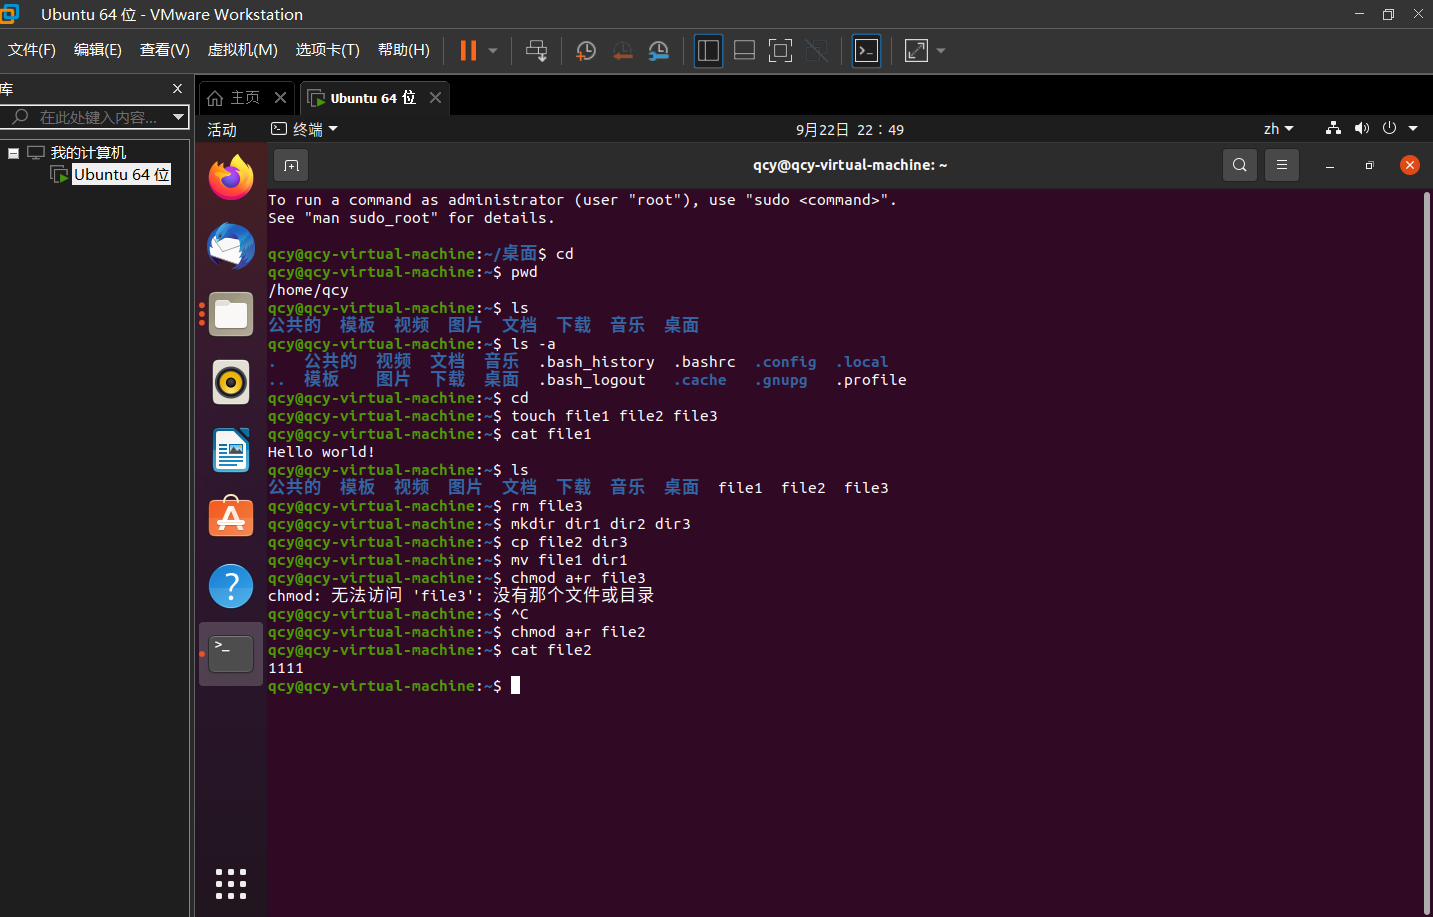 Ubuntu 64 位 - VMware Workstation
文件(F) 编辑(E) 查看(V) 虚拟机(M) 选项卡(T) 帮助(H)
库
在此处键入内容...
我的计算机
Ubuntu 64 位
主页 Ubuntu 64 位
活动 终端 9月22日 22：49 zh
qcy@qcy-virtual-machine: ~
To run a command as administrator (user "root"), use "sudo <command>".
See "man sudo_root" for details.
qcy@qcy-virtual-machine:~/桌面$ cd
qcy@qcy-virtual-machine:~$ pwd
/home/qcy
qcy@qcy-virtual-machine:~$ ls
公共的 模板 视频 图片 文档 下载 音乐 桌面
qcy@qcy-virtual-machine:~$ ls -a
. 公共的 视频 文档 音乐 .bash_history .bashrc .config .local
.. 模板 图片 下载 桌面 .bash_logout .cache .gnupg .profile
qcy@qcy-virtual-machine:~$ cd
qcy@qcy-virtual-machine:~$ touch file1 file2 file3
qcy@qcy-virtual-machine:~$ cat file1
Hello world!
qcy@qcy-virtual-machine:~$ ls
公共的 模板 视频 图片 文档 下载 音乐 桌面 file1 file2 file3
qcy@qcy-virtual-machine:~$ rm file3
qcy@qcy-virtual-machine:~$ mkdir dir1 dir2 dir3
qcy@qcy-virtual-machine:~$ cp file2 dir3
qcy@qcy-virtual-machine:~$ mv file1 dir1
qcy@qcy-virtual-machine:~$ chmod a+r file3
chmod: 无法访问 'file3': 没有那个文件或目录
qcy@qcy-virtual-machine:~$ ^C
qcy@qcy-virtual-machine:~$ chmod a+r file2
qcy@qcy-virtual-machine:~$ cat file2
1111
qcy@qcy-virtual-machine:~$